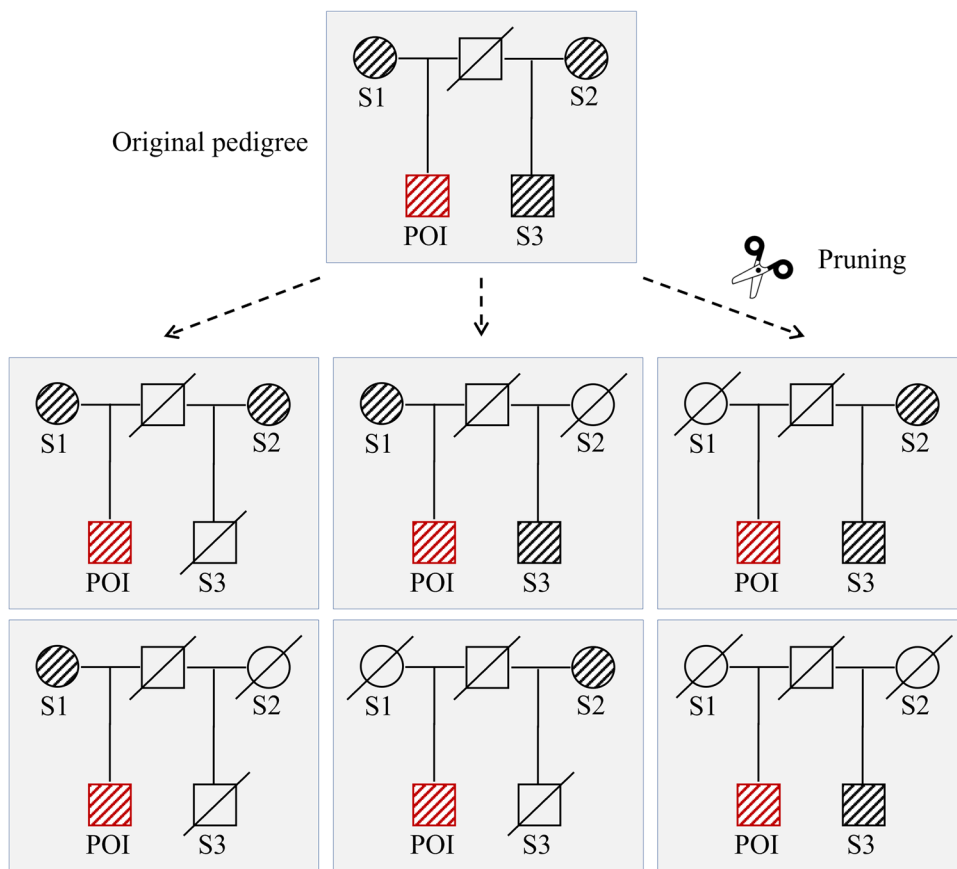 S1 S2
Original pedigree
POI S3
Pruning
S1 S2 S1 S2 S1 S2
POI S3 POI S3 POI S3
S1 S2 S1 S2 S1 S2
POI S3 POI S3 POI S3